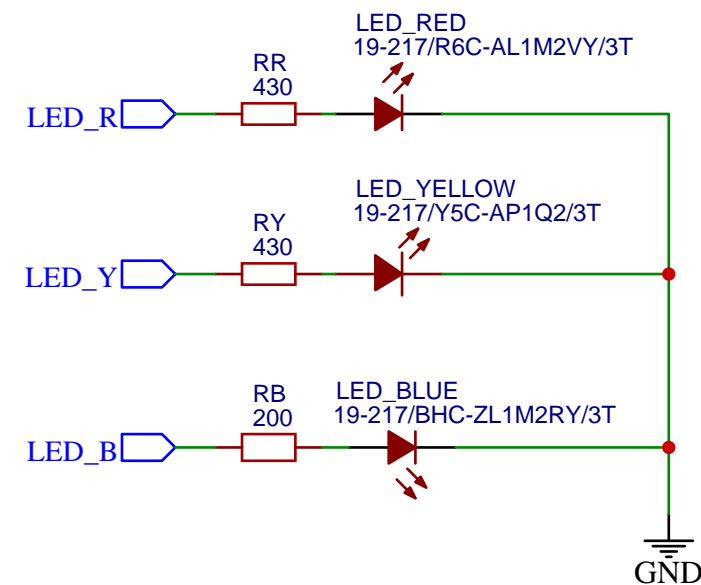 LED_RED
19-217/R6C-AL1M2VY/3T
RR
430
LED_R
LED_YELLOW
19-217/Y5C-AP1Q2/3T
RY
430
LED_Y
LED_BLUE
19-217/BHC-ZL1M2RY/3T
RB
200
LED_B
GND